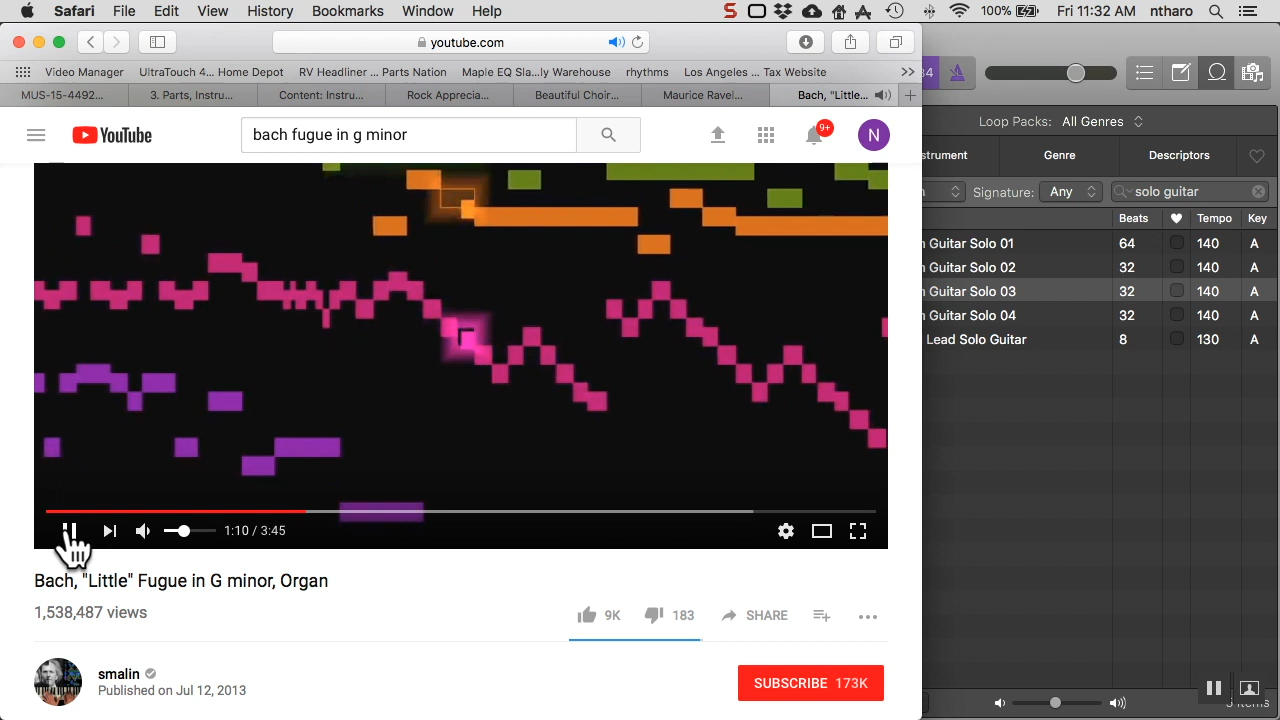 Safari File Edit View History Bookmarks Window Help 100% Fri 11:32 AM ntharo
youtube.com
Video Manager UltraTouch 4... Home Depot RV Headliner ... Parts Nation Maple EQ Sla...ly Warehouse rhythms Los Angeles ... Tax Website
MUS-15-4492... 3. Parts, Instru... Content: Instru... Rock Apprecia... Beautiful Choir... Maurice Ravel... Bach, "Little...
YouTube
bach fugue in g minor
9+
N
1:10 / 3:45
Bach, "Little" Fugue in G minor, Organ
1,538,487 views
9K 183 SHARE
smalin
Published on Jul 12, 2013
SUBSCRIBE 173K
34
Loop Packs: All Genres
strument Genre Descriptors
Signature: Any solo guitar
Beats Tempo Key
Guitar Solo 01 64 140 A
Guitar Solo 02 32 140 A
Guitar Solo 03 32 140 A
Guitar Solo 04 32 140 A
Lead Solo Guitar 8 130 A